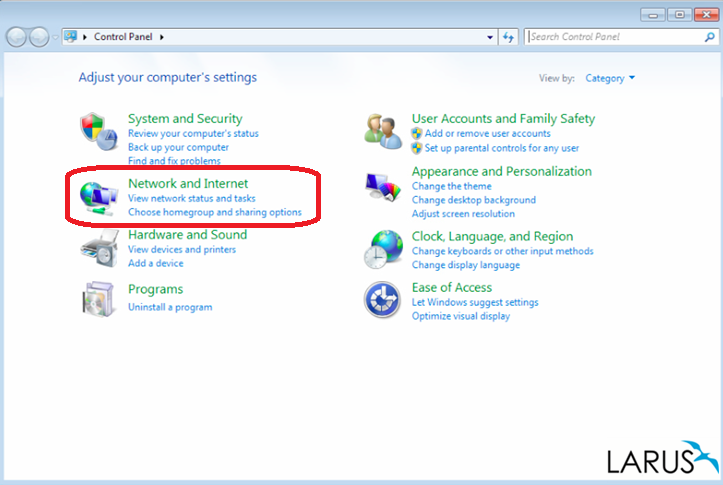 Control Panel
Search Control Panel
Adjust your computer's settings
View by: Category
System and Security
Review your computer's status
Back up your computer
Find and fix problems
Network and Internet
View network status and tasks
Choose homegroup and sharing options
Hardware and Sound
View devices and printers
Add a device
Programs
Uninstall a program
User Accounts and Family Safety
Add or remove user accounts
Set up parental controls for any user
Appearance and Personalization
Change the theme
Change desktop background
Adjust screen resolution
Clock, Language, and Region
Change keyboards or other input methods
Change display language
Ease of Access
Let Windows suggest settings
Optimize visual display
LARUS